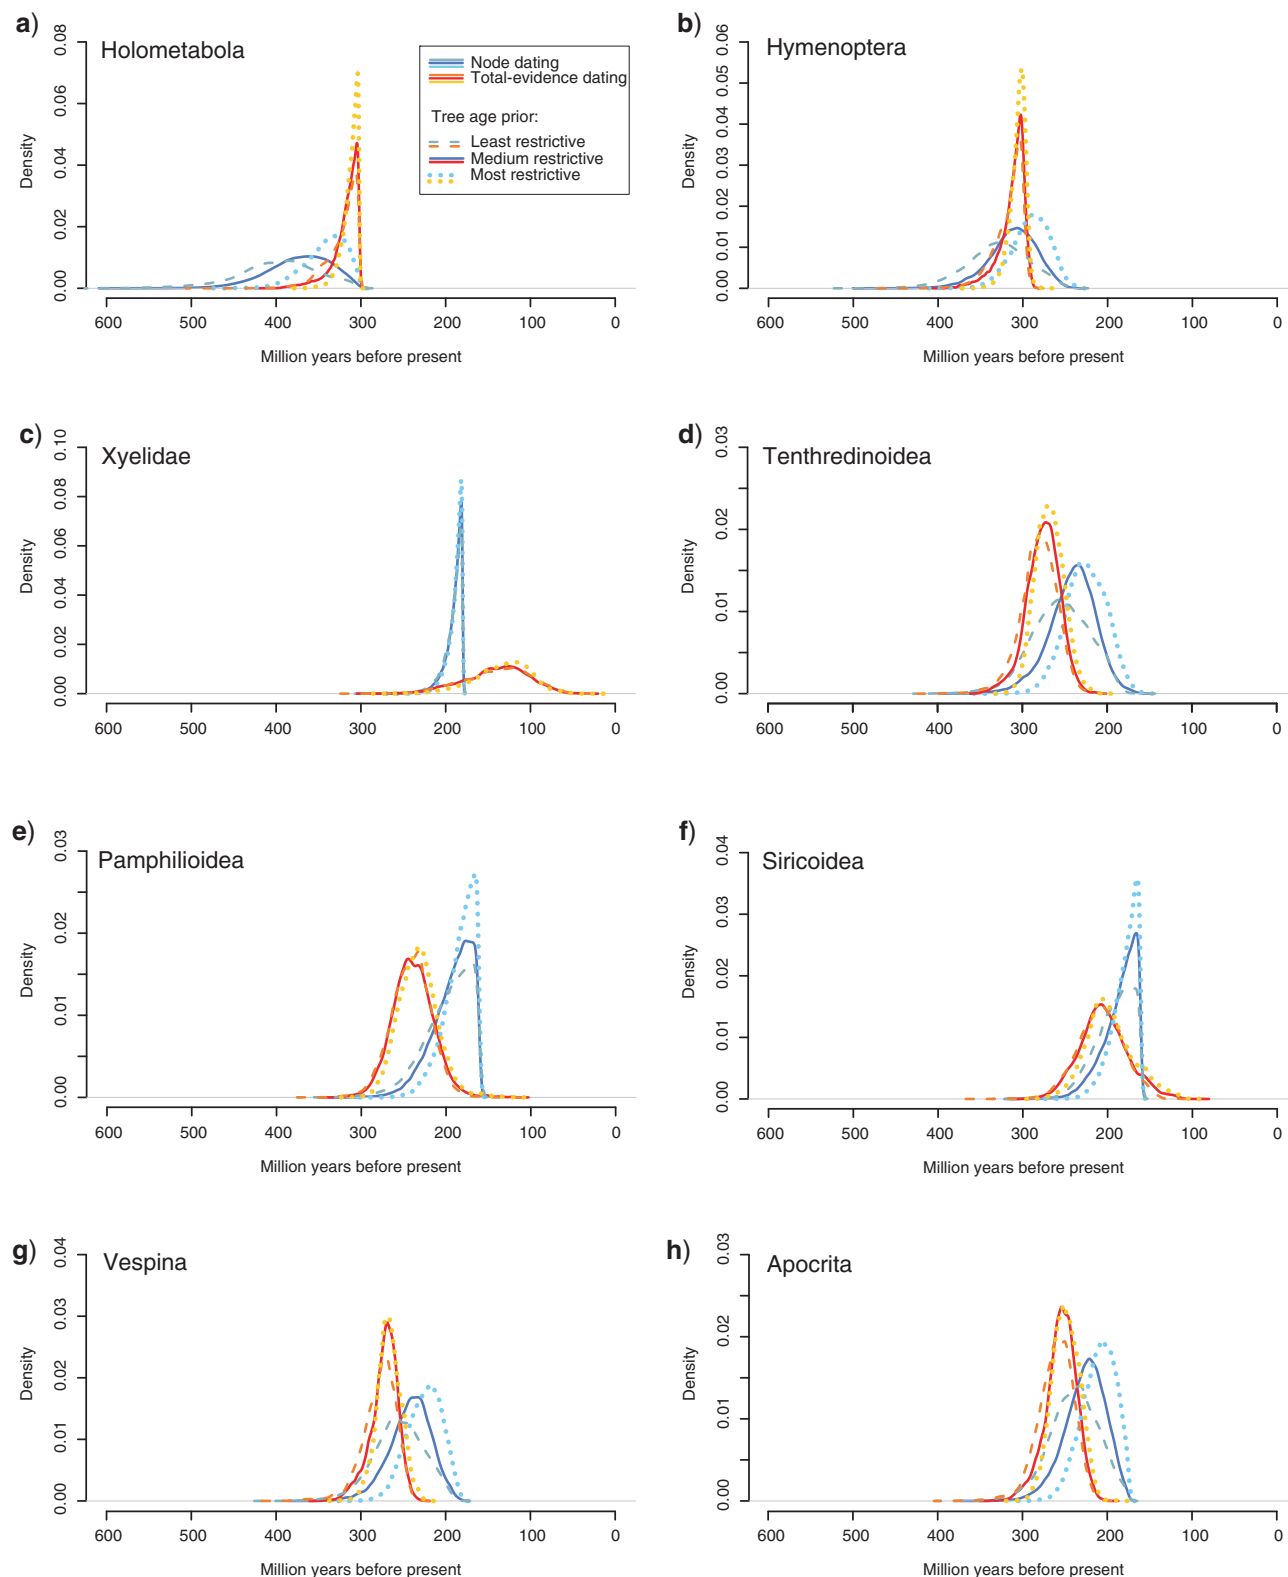 a) Holometabola
0.00 0.02 0.04 0.06 0.08
Density
Node dating
Total-evidence dating
Tree age prior:
Least restrictive
Medium restrictive
Most restrictive
600 500 400 300 200 100 0
Million years before present
b) Hymenoptera
0.00 0.01 0.02 0.03 0.04 0.05 0.06
Density
600 500 400 300 200 100 0
Million years before present
c) Xyelidae
0.00 0.02 0.04 0.06 0.08 0.10
Density
600 500 400 300 200 100 0
d) Tenthredinoidea
0.00 0.01 0.02 0.03
Density
600 500 400 300 200 100 0
e) Pamphilioidea
0.00 0.01 0.02 0.03
Density
600 500 400 300 200 100 0
Million years before present
f) Siricoidea
0.00 0.01 0.02 0.03 0.04
Density
600 500 400 300 200 100 0
Million years before present
g) Vespina
0.00 0.01 0.02 0.03 0.04
Density
600 500 400 300 200 100 0
Million years before present
h) Apocrita
0.00 0.01 0.02 0.03
Density
600 500 400 300 200 100 0
Million years before present